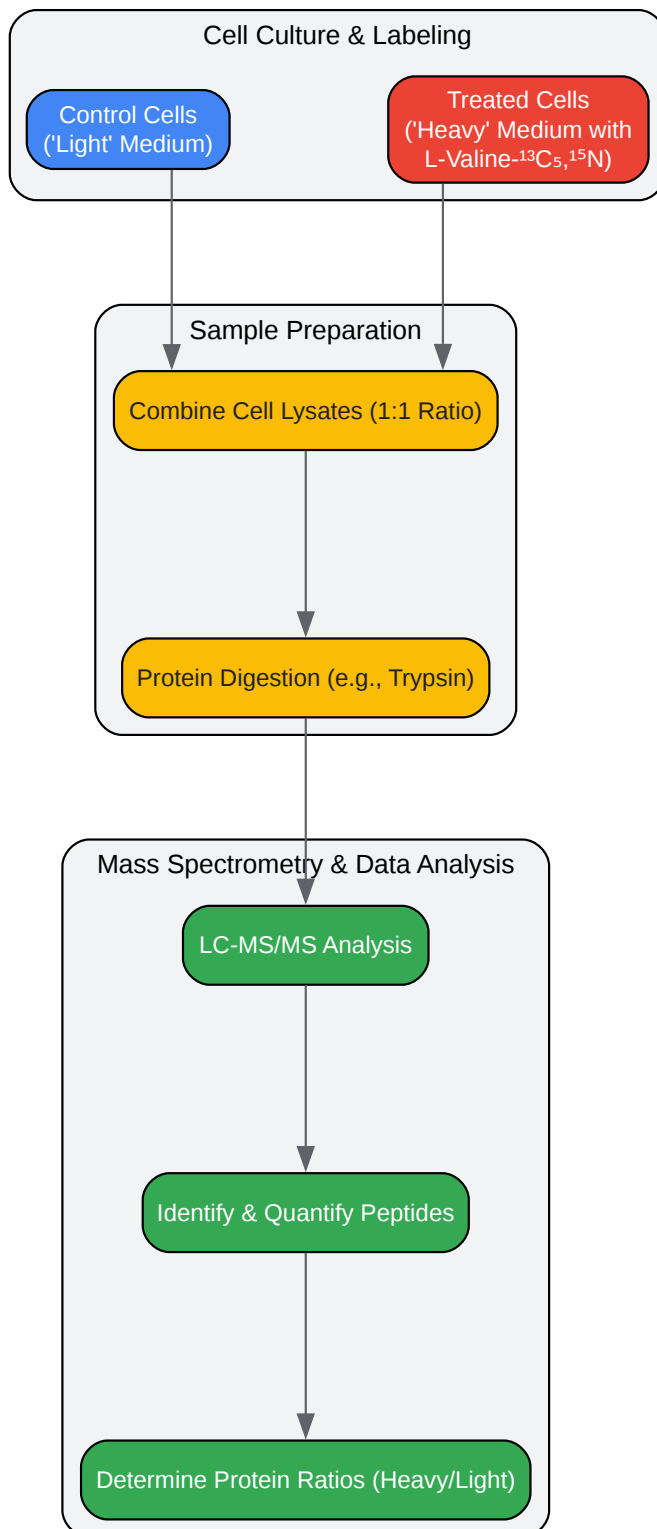 Cell Culture & Labeling
Control Cells
('Light' Medium)
Treated Cells
('Heavy' Medium with
L-Valine-¹³C₅,¹⁵N)
Sample Preparation
Combine Cell Lysates (1:1 Ratio)
Protein Digestion (e.g., Trypsin)
Mass Spectrometry & Data Analysis
LC-MS/MS Analysis
Identify & Quantify Peptides
Determine Protein Ratios (Heavy/Light)